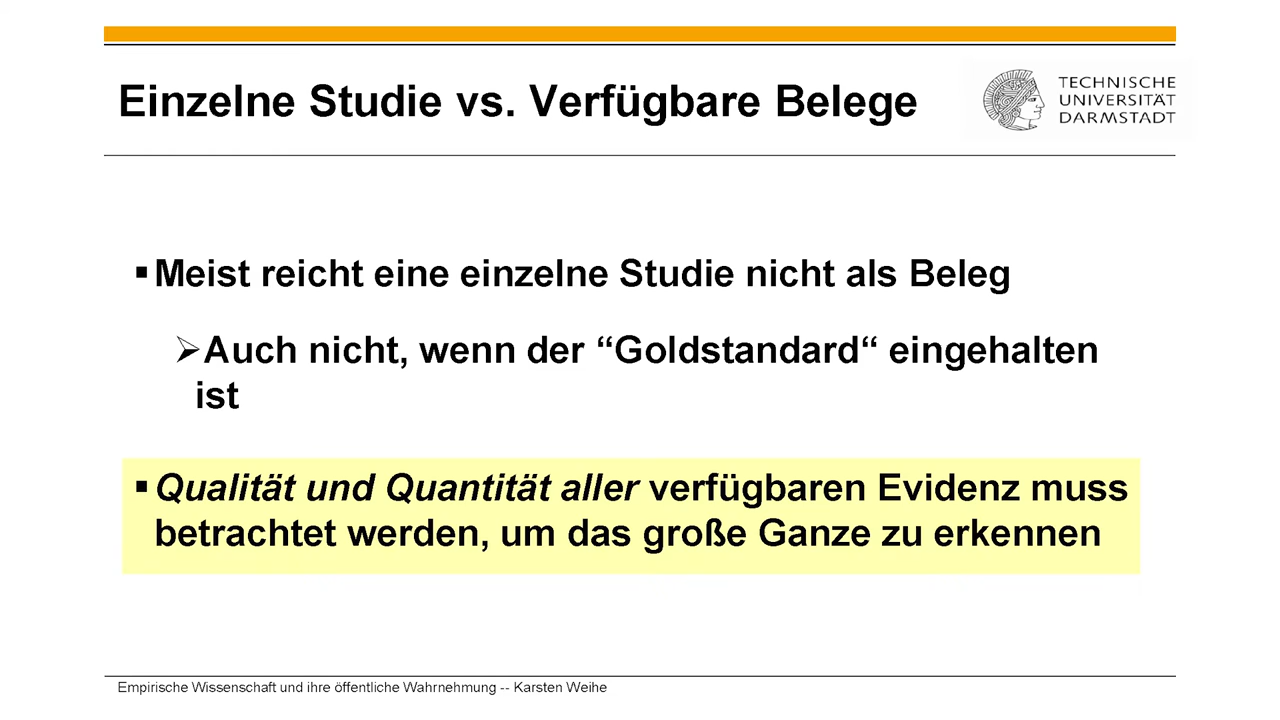 Einzelne Studie vs. Verfügbare Belege
TECHNISCHE
UNIVERSITÄT
DARMSTADT
▪Meist reicht eine einzelne Studie nicht als Beleg
➢Auch nicht, wenn der “Goldstandard“ eingehalten
ist
▪Qualität und Quantität aller verfügbaren Evidenz muss
betrachtet werden, um das große Ganze zu erkennen
Empirische Wissenschaft und ihre öffentliche Wahrnehmung -- Karsten Weihe